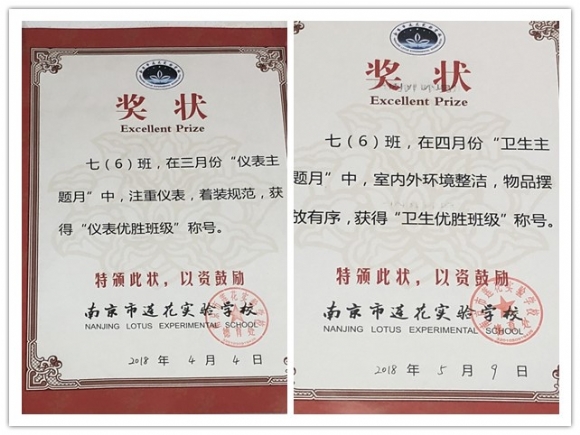 奖状
Excellent Prize
七（6）班，在三月份“仪表主
题月”中，注重仪表，着装规范，获
得“仪表优胜班级”称号。
特颁此状，以资鼓励
南京市莲花实验学校
NANJING LOTUS EXPERIMENTAL SCHOOL
2018 年 4 月 4 日
奖状
七（6）班，在四月份“卫生主
题月”中，室内外环境整洁，物品摆
放有序，获得“卫生优胜班级”称号。
特颁此状，以资鼓励
南京市莲花实验学校
NANJING LOTUS EXPERIMENTAL SCHOOL
2018 年 5 月 9 日